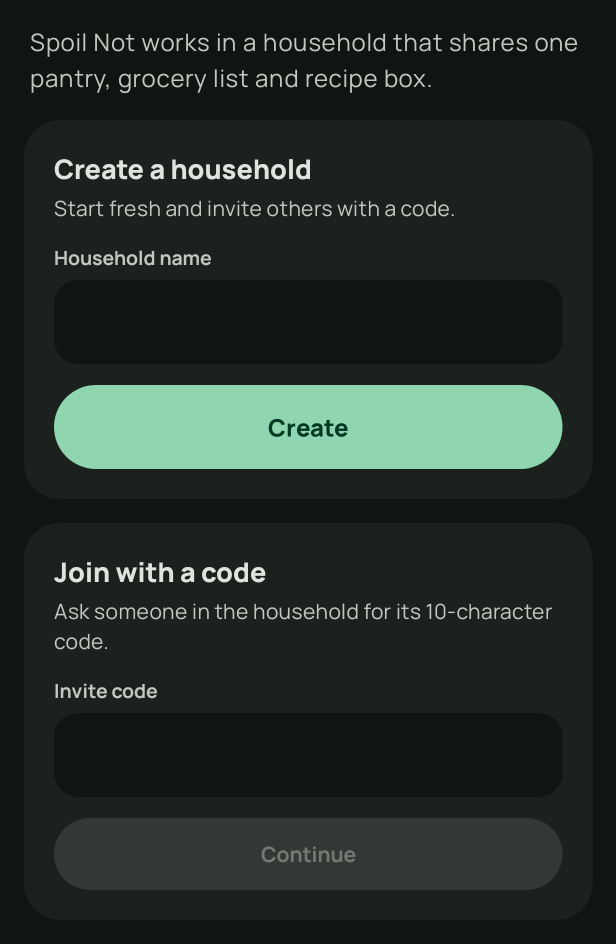 Spoil Not works in a household that shares one
pantry, grocery list and recipe box.
Create a household
Start fresh and invite others with a code.
Household name
Create
Join with a code
Ask someone in the household for its 10-character
code.
Invite code
Continue